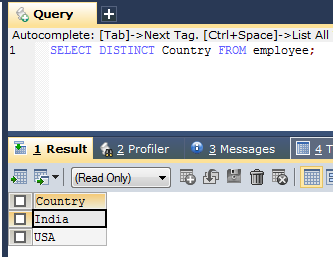 Query
Autocomplete: [Tab]->Next Tag. [Ctrl+Space]->List All
1 SELECT DISTINCT Country FROM employee;
1 Result 2 Profiler 3 Messages 4 T
(Read Only)
Country
India
USA